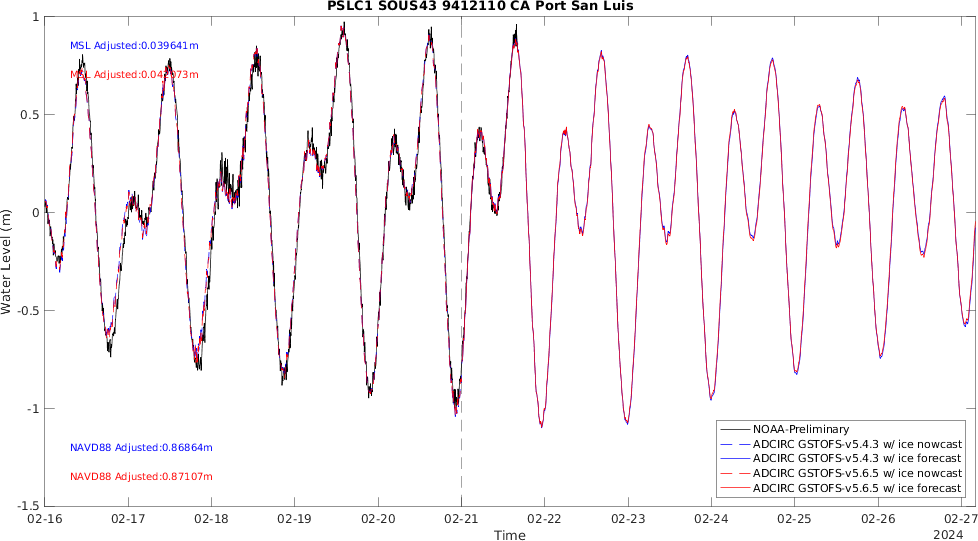 PSLC1 SOUS43 9412110 CA Port San Luis
1
0.5
0
-0.5
-1
-1.5
Water Level (m)
MSL Adjusted:0.039641m
MSL
NAVD88 Adjusted:0.86864m
NAVD88 Adjusted:0.87107m
NOAA-Preliminary
ADCIRC GSTOFS-v5.4.3 w/ ice nowcast
ADCIRC GSTOFS-v5.4.3 w/ ice forecast
ADCIRC GSTOFS-v5.6.5 w/ ice nowcast
ADCIRC GSTOFS-v5.6.5 w/ ice forecast
02-16 02-17 02-18 02-19 02-20 02-21 02-22 02-23 02-24 02-25 02-26 02-27
2024
Time